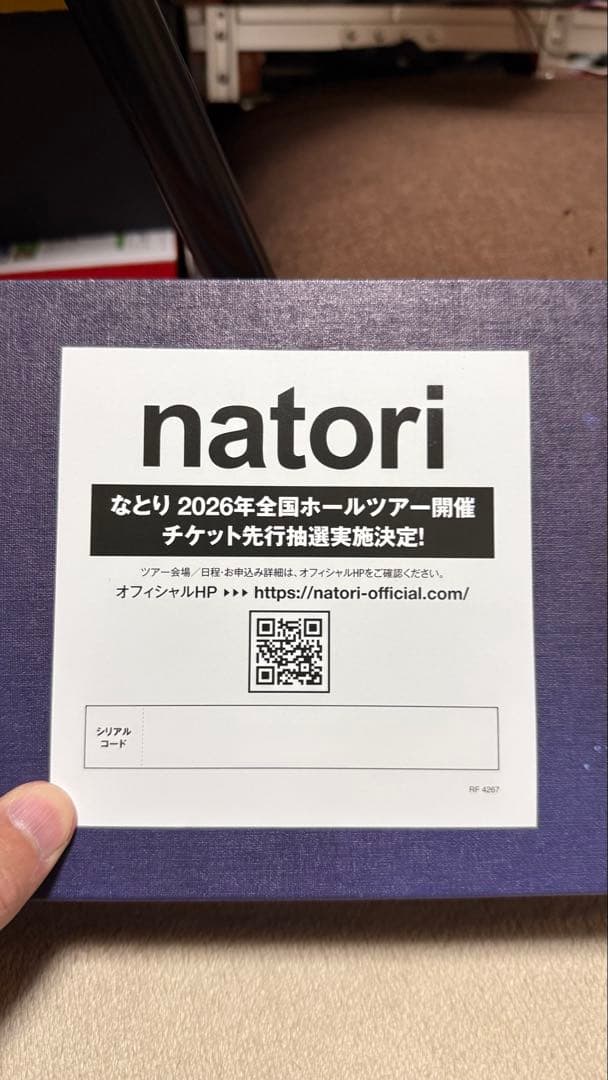 natori
なとり 2026年全国ホールツアー開催
チケット先行抽選実施決定!
ツアー会場／日程・お申込み詳細は、オフィシャルHPをご確認ください。
オフィシャルHP ▸▸▸ https://natori-official.com/
シリアル
コード
RF 4267